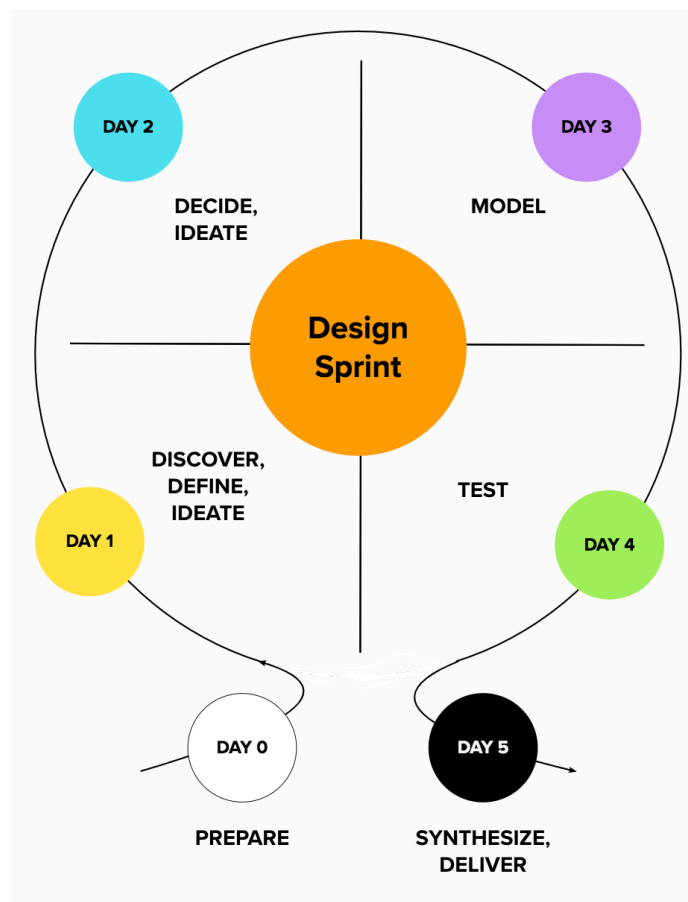 DAY 2
DAY 3
DECIDE,
IDEATE
MODEL
Design
Sprint
DISCOVER,
DEFINE,
IDEATE
TEST
DAY 1
DAY 4
DAY 0
DAY 5
PREPARE
SYNTHESIZE,
DELIVER